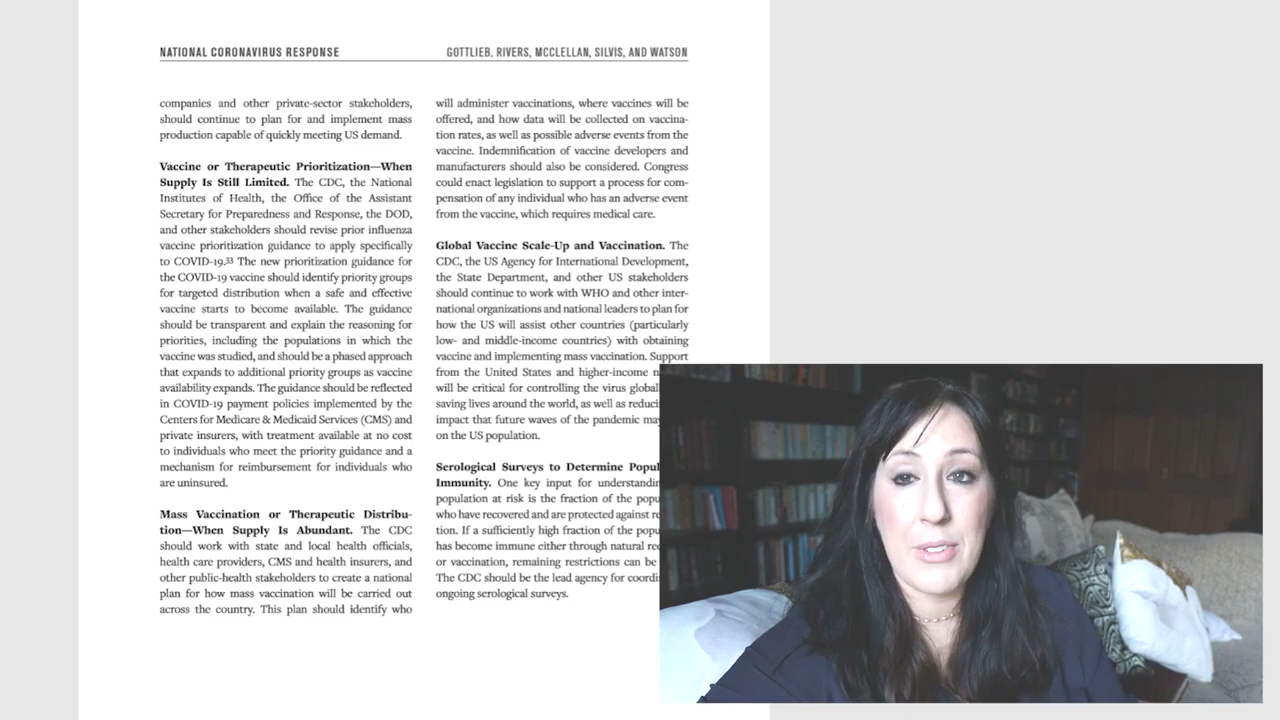 NATIONAL CORONAVIRUS RESPONSE
GOTTLIEB, RIVERS, MCCLELLAN, SILVIS, AND WATSON
companies and other private-sector stakeholders,
should continue to plan for and implement mass
production capable of quickly meeting US demand.
Vaccine or Therapeutic Prioritization—When
Supply Is Still Limited. The CDC, the National
Institutes of Health, the Office of the Assistant
Secretary for Preparedness and Response, the DOD,
and other stakeholders should revise prior influenza
vaccine prioritization guidance to apply specifically
to COVID-19.33 The new prioritization guidance for
the COVID-19 vaccine should identify priority groups
for targeted distribution when a safe and effective
vaccine starts to become available. The guidance
should be transparent and explain the reasoning for
priorities, including the populations in which the
vaccine was studied, and should be a phased approach
that expands to additional priority groups as vaccine
availability expands. The guidance should be reflected
in COVID-19 payment policies implemented by the
Centers for Medicare & Medicaid Services (CMS) and
private insurers, with treatment available at no cost
to individuals who meet the priority guidance and a
mechanism for reimbursement for individuals who
are uninsured.
Mass Vaccination or Therapeutic Distribu-
tion—When Supply Is Abundant. The CDC
should work with state and local health officials,
health care providers, CMS and health insurers, and
other public-health stakeholders to create a national
plan for how mass vaccination will be carried out
across the country. This plan should identify who
will administer vaccinations, where vaccines will be
offered, and how data will be collected on vaccina-
tion rates, as well as possible adverse events from the
vaccine. Indemnification of vaccine developers and
manufacturers should also be considered. Congress
could enact legislation to support a process for com-
pensation of any individual who has an adverse event
from the vaccine, which requires medical care.
Global Vaccine Scale-Up and Vaccination. The
CDC, the US Agency for International Development,
the State Department, and other US stakeholders
should continue to work with WHO and other inter-
national organizations and national leaders to plan for
how the US will assist other countries (particularly
low- and middle-income countries) with obtaining
vaccine and implementing mass vaccination. Support
from the United States and higher-income
will be critical for controlling the virus
saving lives around the world, as well as
impact that future waves of the pandemic may
on the US population.
Serological Surveys to Determine
Immunity. One key input for
population at risk is the fraction of the
who have recovered and are protected against
tion. If a sufficiently high fraction of the
has become immune either through natural
or vaccination, remaining restrictions can be
The CDC should be the lead agency for
ongoing serological surveys.